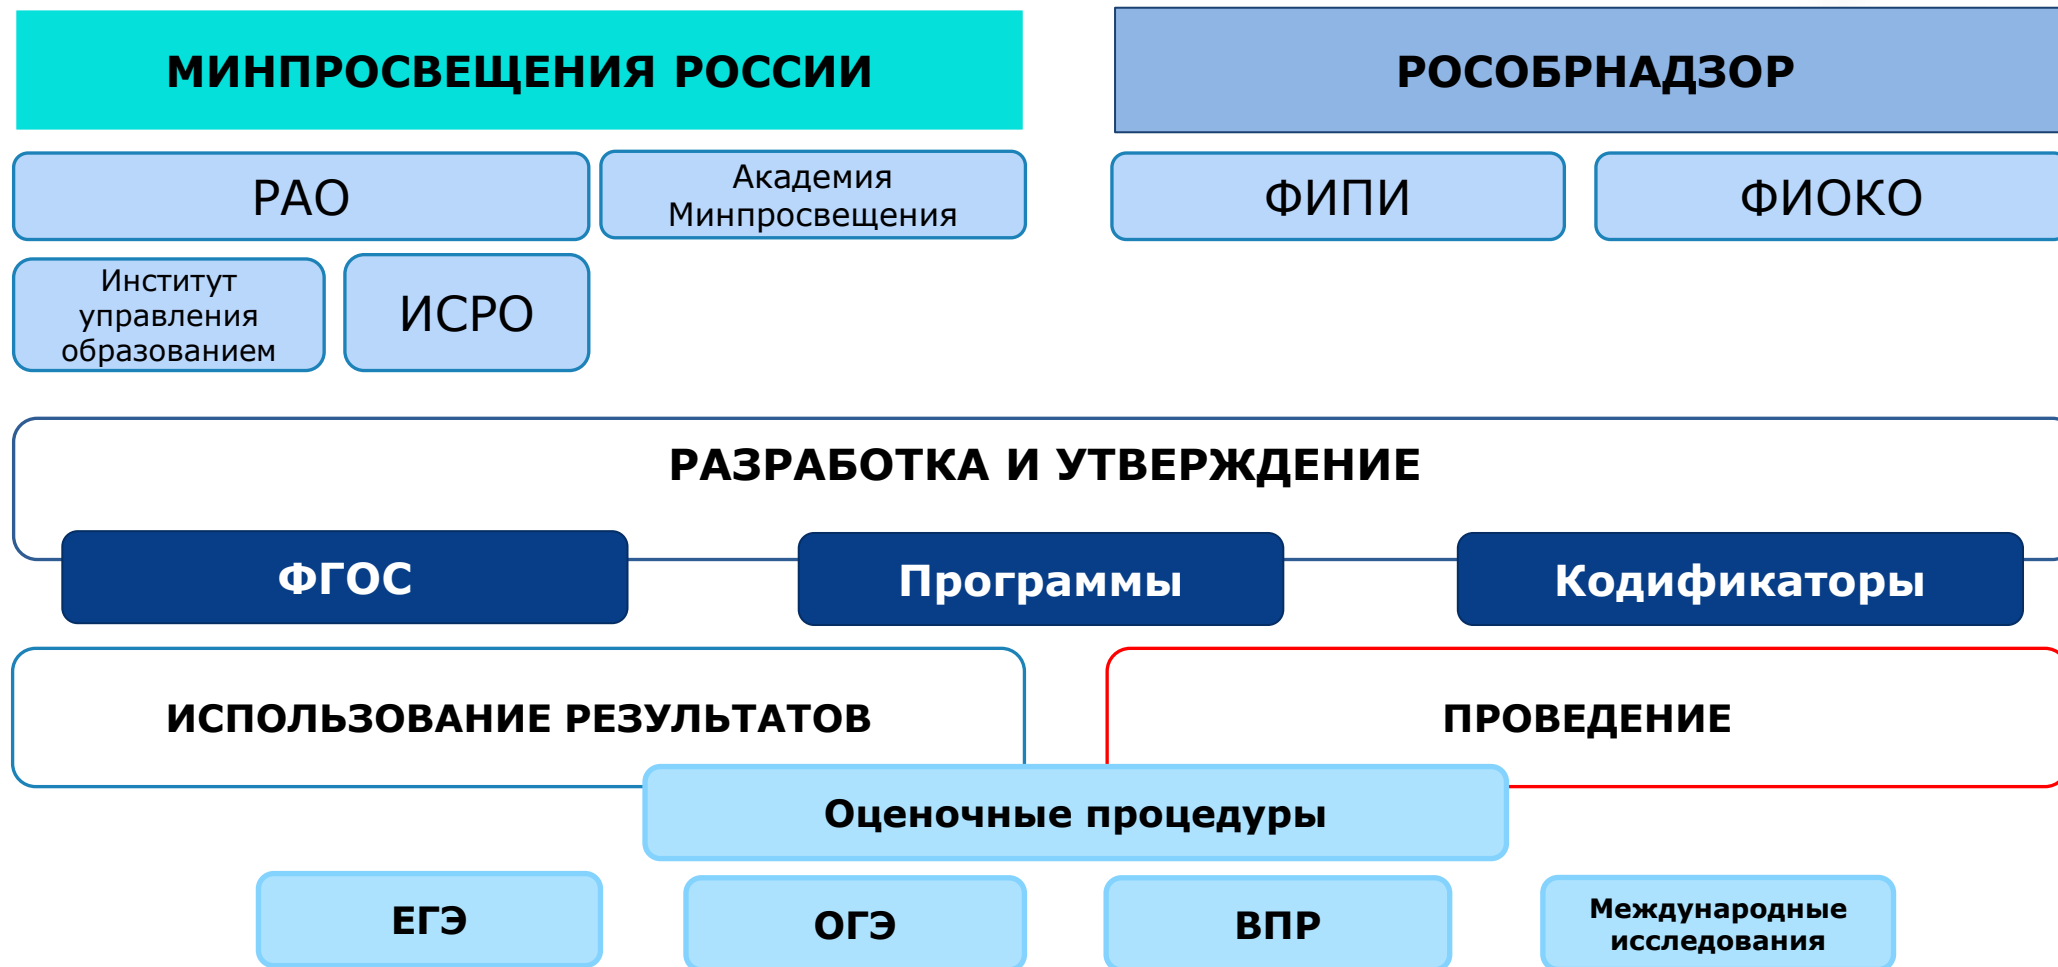 МИНПРОСВЕЩЕНИЯ РОССИИ
РОСОБРНАДЗОР
РАО
Академия
Минпросвещения
ФИПИ
ФИОКО
Институт
управления
образованием
ИСРО
РАЗРАБОТКА И УТВЕРЖДЕНИЕ
ФГОС
Программы
Кодификаторы
ИСПОЛЬЗОВАНИЕ РЕЗУЛЬТАТОВ
ПРОВЕДЕНИЕ
Оценочные процедуры
ЕГЭ
ОГЭ
ВПР
Международные
исследования